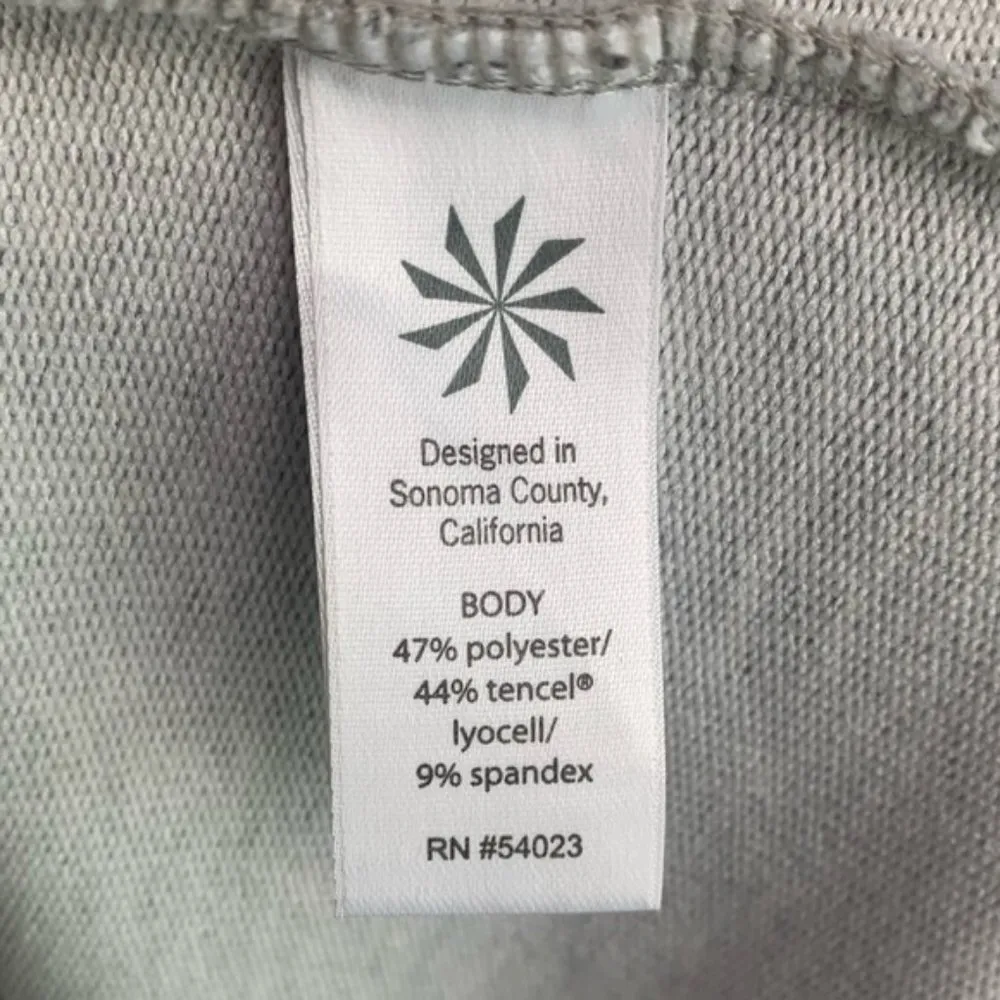 Designed in
Sonoma County,
California
BODY
47% polyester/
44% tencel®
lyocell/
9% spandex
RN #54023